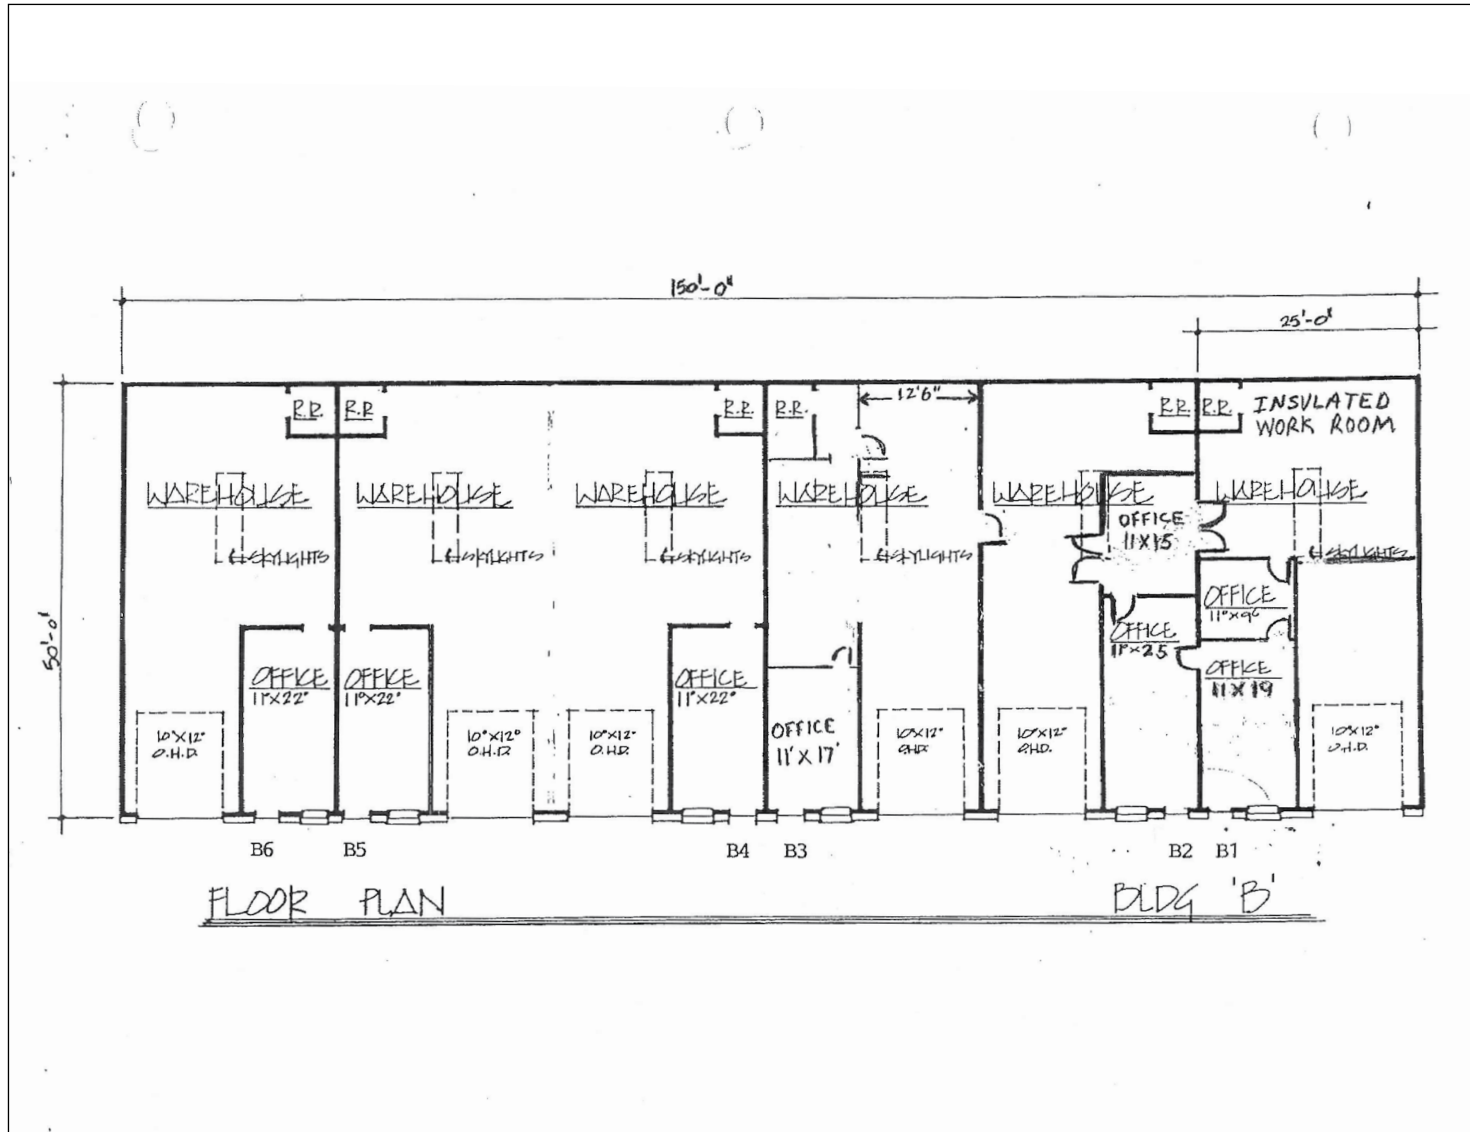 150'-0"
25'-0"
12'6"
50'-0"
R.R.
R.R
R.R.
R.R.
R.R.
R.R.
INSULATED
WORK ROOM
WAREHOUSE
WAREHOUSE
WAREHOUSE
WAREHOUSE
WAREHOUSE
WAREHOUSE
OFFICE
11X15
SKYLIGHTS
SKYLIGHTS
SKYLIGHTS
SKYLIGHTS
SKYLIGHTS
OFFICE
OFFICE
11'X25
OFFICE
11'X22'
OFFICE
11'X22'
OFFICE
11'X22'
OFFICE
11'X17'
OFFICE
11X19
10'X12'
O.H.D.
10'X12'
O.H.D.
10'X12'
O.H.D.
10'X12'
O.H.D.
10'X12'
O.H.D.
10'X12'
O.H.D.
B6
B5
B4
B3
B2
B1
FLOOR PLAN
BLDG 'B'